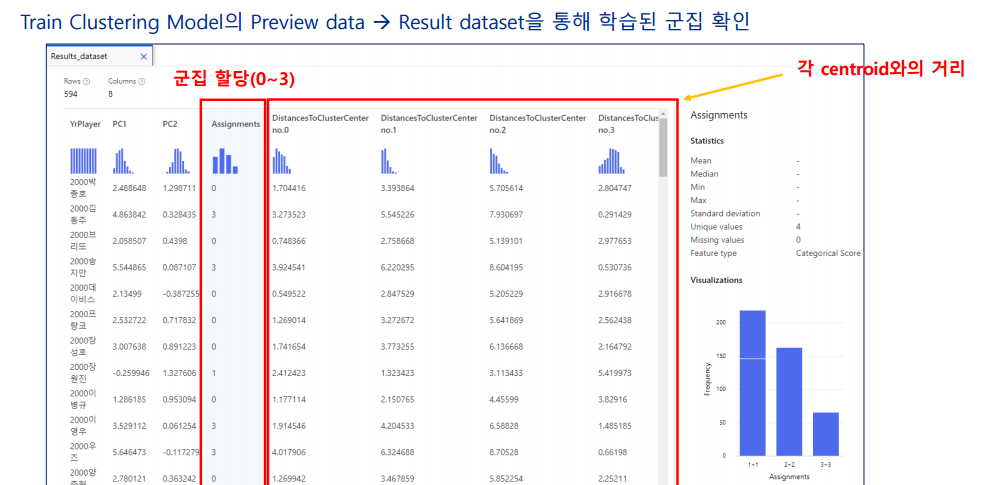 Train Clustering Model의 Preview data → Result dataset을 통해 학습된 군집 확인
Results_dataset ×
각 centroid와의 거리
Rows ? Columns ?
594 8
군집 할당(0~3)
YrPlayer PC1 PC2 Assignments DistancesToClusterCenter no.0 DistancesToClusterCenter no.1 DistancesToClusterCenter no.2 DistancesToClus no.3
2000박종호 2.488648 1.298711 0 1.704416 3.393864 5.705614 2.804747
2000김동주 4.863842 0.328435 3 3.273523 5.545226 7.930697 0.291429
2000브리또 2.058507 0.4398 0 0.748366 2.758668 5.139101 2.977653
2000송지만 5.544865 0.087107 3 3.924541 6.220295 8.604195 0.530736
2000데이비스 2.13499 -0.387255 0 0.549522 2.847529 5.205229 2.916678
2000프랑코 2.532722 0.717832 0 1.269014 3.272672 5.641869 2.562438
2000장성호 3.007638 0.891223 0 1.741654 3.773255 6.136668 2.164792
2000장원진 -0.259946 1.327606 1 2.412423 1.323423 3.113433 5.419973
2000이병규 1.286185 0.953094 0 1.177114 2.150765 4.45599 3.82916
2000이영우 3.529112 0.061254 3 1.914546 4.204533 6.58828 1.485185
2000우즈 5.646473 -0.117279 3 4.017906 6.324688 8.70528 0.66198
2000양 2.780121 0.363242 0 1.269942 3.467859 5.852254 2.25211
Assignments
Statistics
Mean -
Median -
Min -
Max -
Standard deviation -
Unique values 4
Missing values 0
Feature type Categorical Score
Visualizations
Frequency
200
150
100
50
0
1~1 2~2 3~3
Assignments